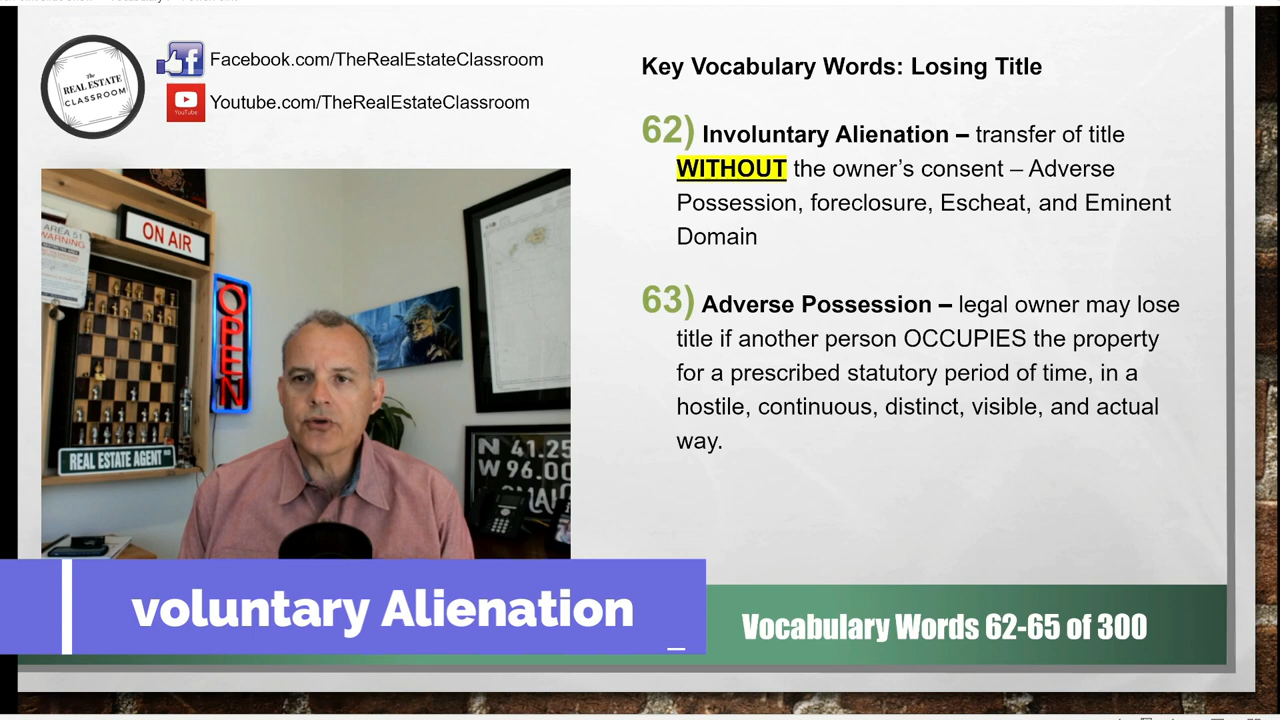 The
REAL ESTATE
CLASSROOM
Facebook.com/TheRealEstateClassroom
YouTube
Youtube.com/TheRealEstateClassroom
Key Vocabulary Words: Losing Title
62) Involuntary Alienation – transfer of title
WITHOUT the owner’s consent – Adverse
Possession, foreclosure, Escheat, and Eminent
Domain
63) Adverse Possession – legal owner may lose
title if another person OCCUPIES the property
for a prescribed statutory period of time, in a
hostile, continuous, distinct, visible, and actual
way.
AREA 51
WARNING
ON AIR
OPEN
REAL ESTATE AGENT
N 41.25
W 96.00
voluntary Alienation
_
Vocabulary Words 62-65 of 300